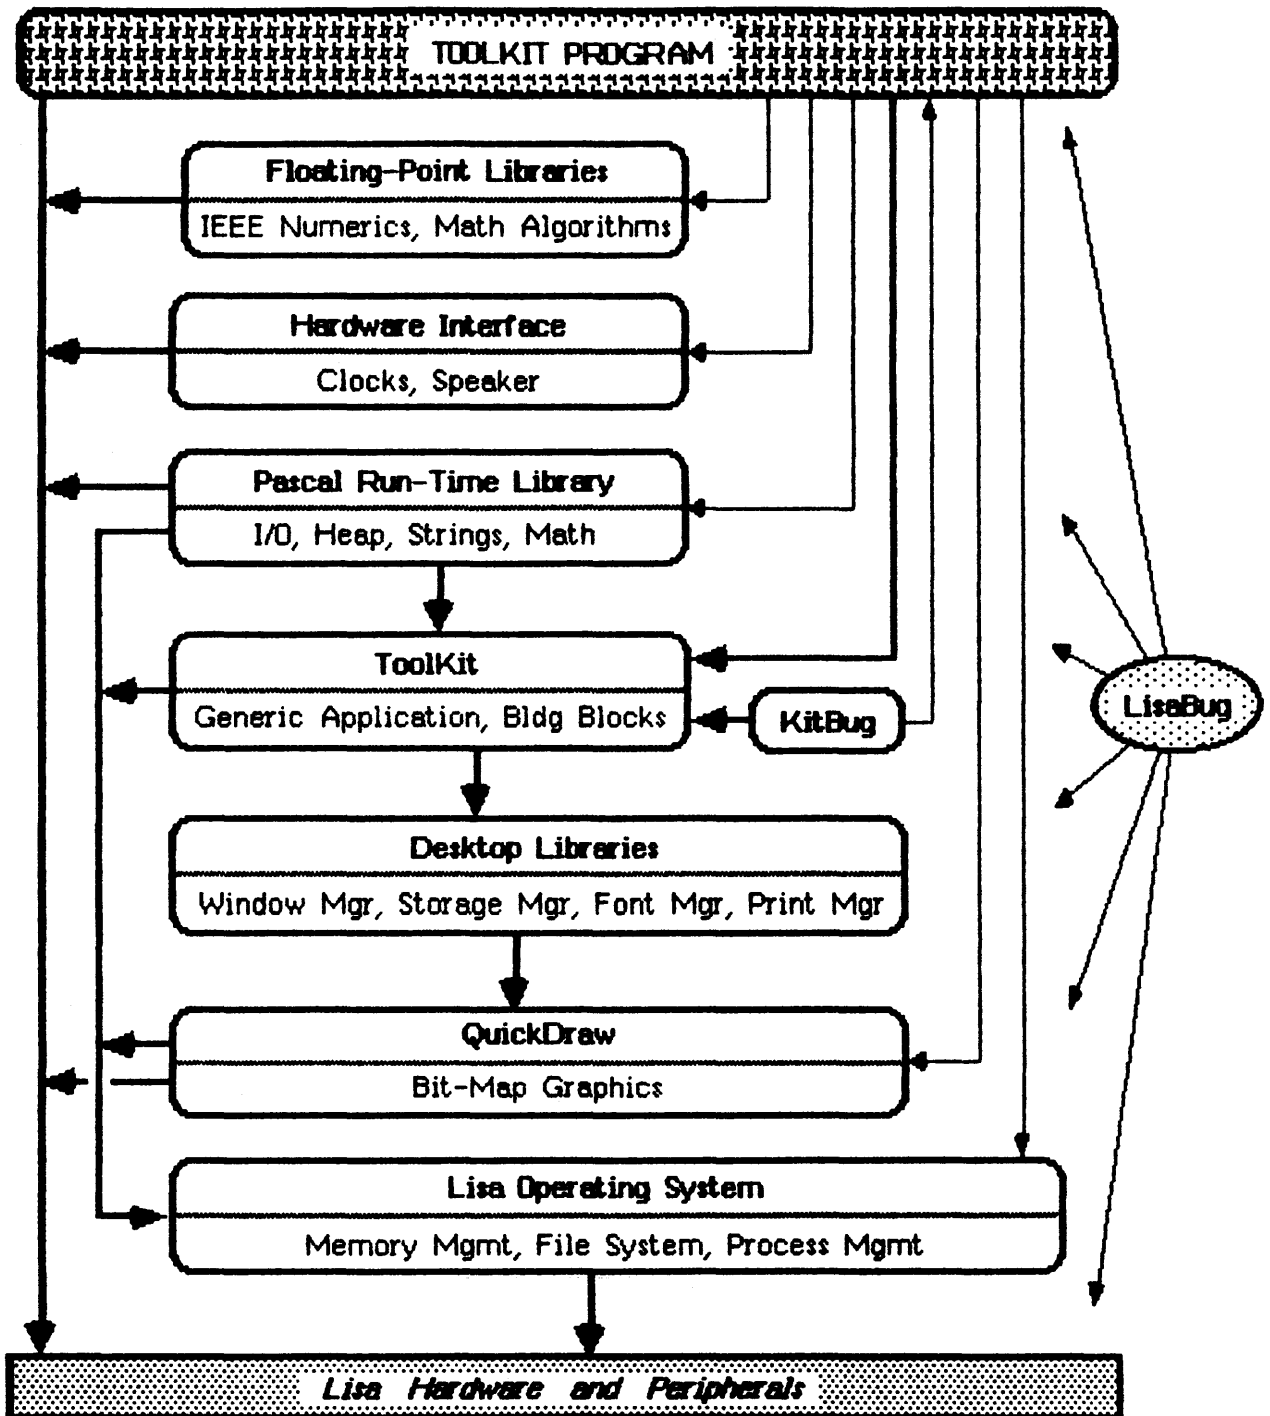 TOOLKIT PROGRAM
Floating-Point Libraries
IEEE Numerics, Math Algorithms
Hardware Interface
Clocks, Speaker
Pascal Run-Time Library
I/O, Heap, Strings, Math
ToolKit
Generic Application, Bldg Blocks
KitBug
LisaBug
Desktop Libraries
Window Mgr, Storage Mgr, Font Mgr, Print Mgr
QuickDraw
Bit-Map Graphics
Lisa Operating System
Memory Mgmt, File System, Process Mgmt
Lisa Hardware and Peripherals